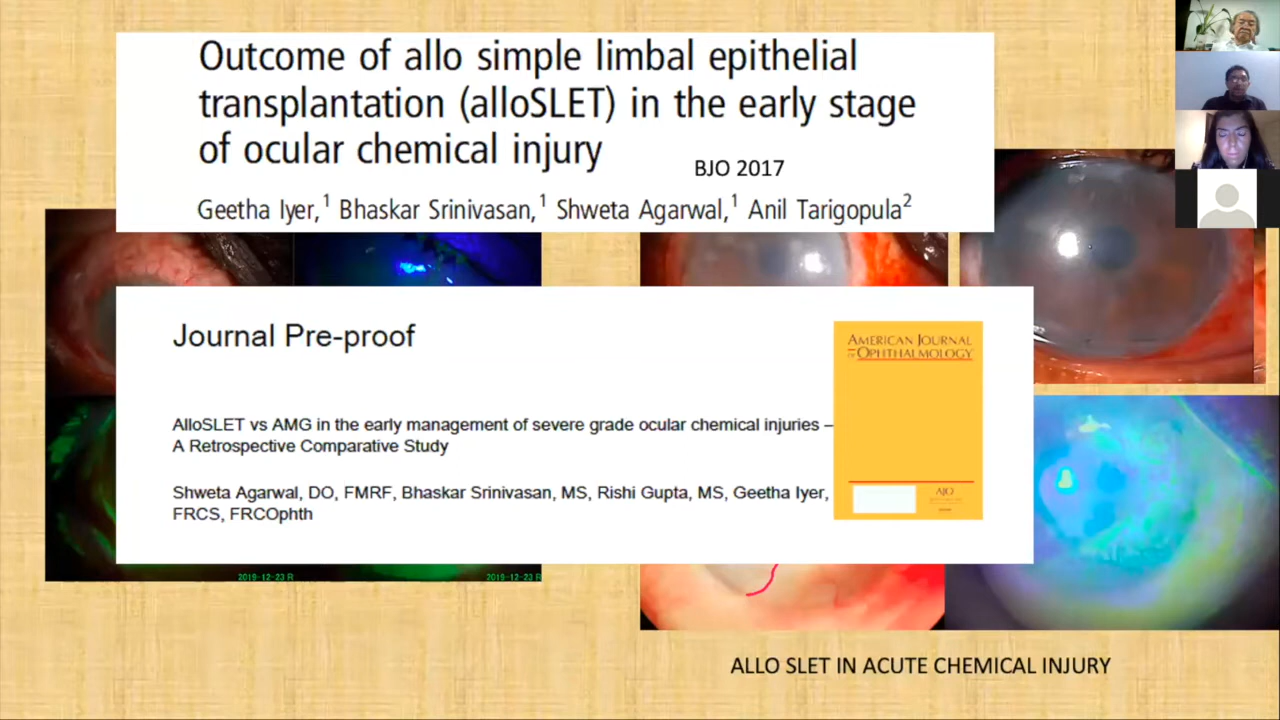 Outcome of allo simple limbal epithelial
transplantation (alloSLET) in the early stage
of ocular chemical injury
BJO 2017
Geetha Iyer,1 Bhaskar Srinivasan,1 Shweta Agarwal,1 Anil Tarigopula2
Journal Pre-proof
AMERICAN JOURNAL
OF OPHTHALMOLOGY
AlloSLET vs AMG in the early management of severe grade ocular chemical injuries –
A Retrospective Comparative Study
Shweta Agarwal, DO, FMRF, Bhaskar Srinivasan, MS, Rishi Gupta, MS, Geetha Iyer,
FRCS, FRCOphth
AJO
2019-12-23 R
2019-12-23 R
ALLO SLET IN ACUTE CHEMICAL INJURY